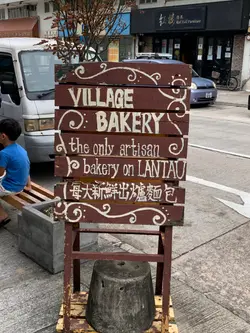 VILLAGE
BAKERY
the only artisan
bakery on LANTAU
每天新鮮出爐麵包